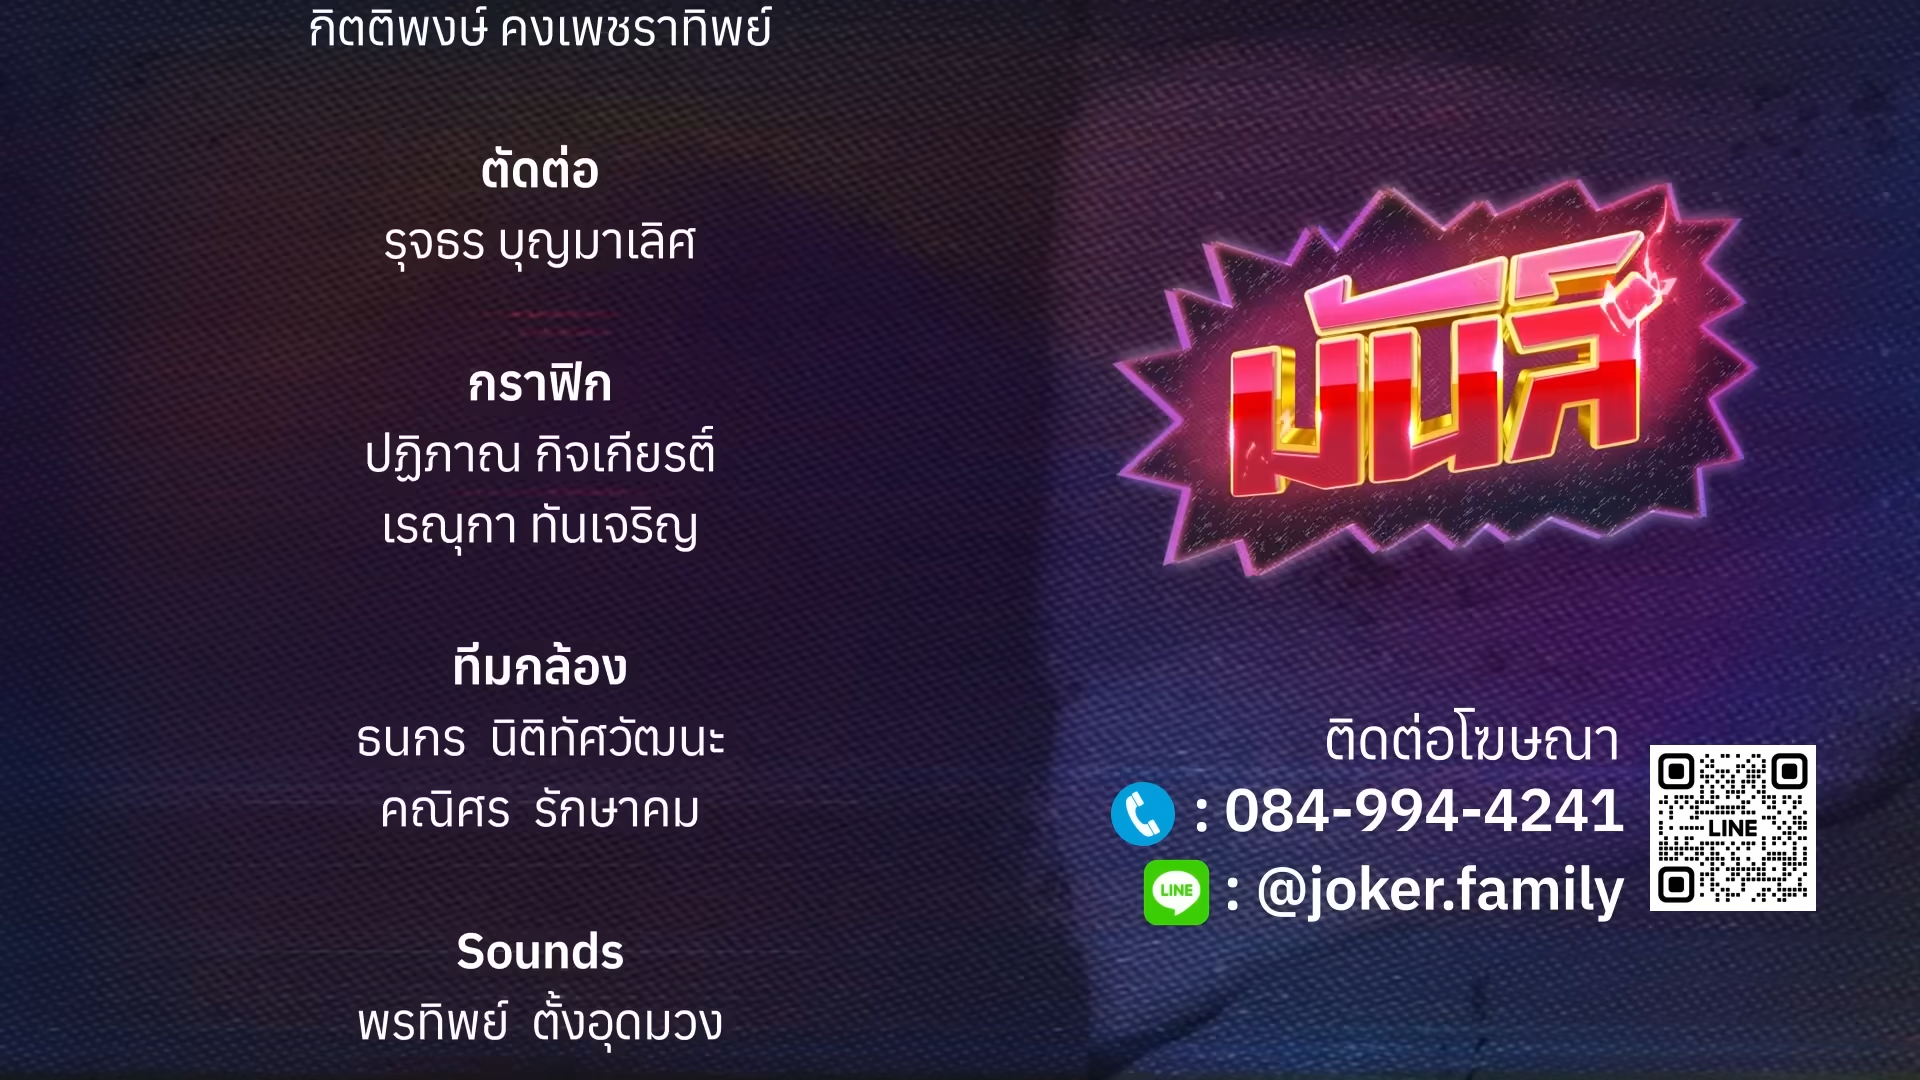 กิตติพงษ์ คงเพชราทิพย์
ตัดต่อ
รุจธร บุญมาเลิศ
กราฟิก
ปฏิภาณ กิจเกียรติ์
เรณุกา ทันเจริญ
ทีมกล้อง
ธนกร นิติทัศวัฒนะ
คณิศร รักษาคม
Sounds
พรทิพย์ ตั้งอุดมวง
มันส์
ติดต่อโฆษณา
: 084-994-4241
LINE : @joker.family
LINE